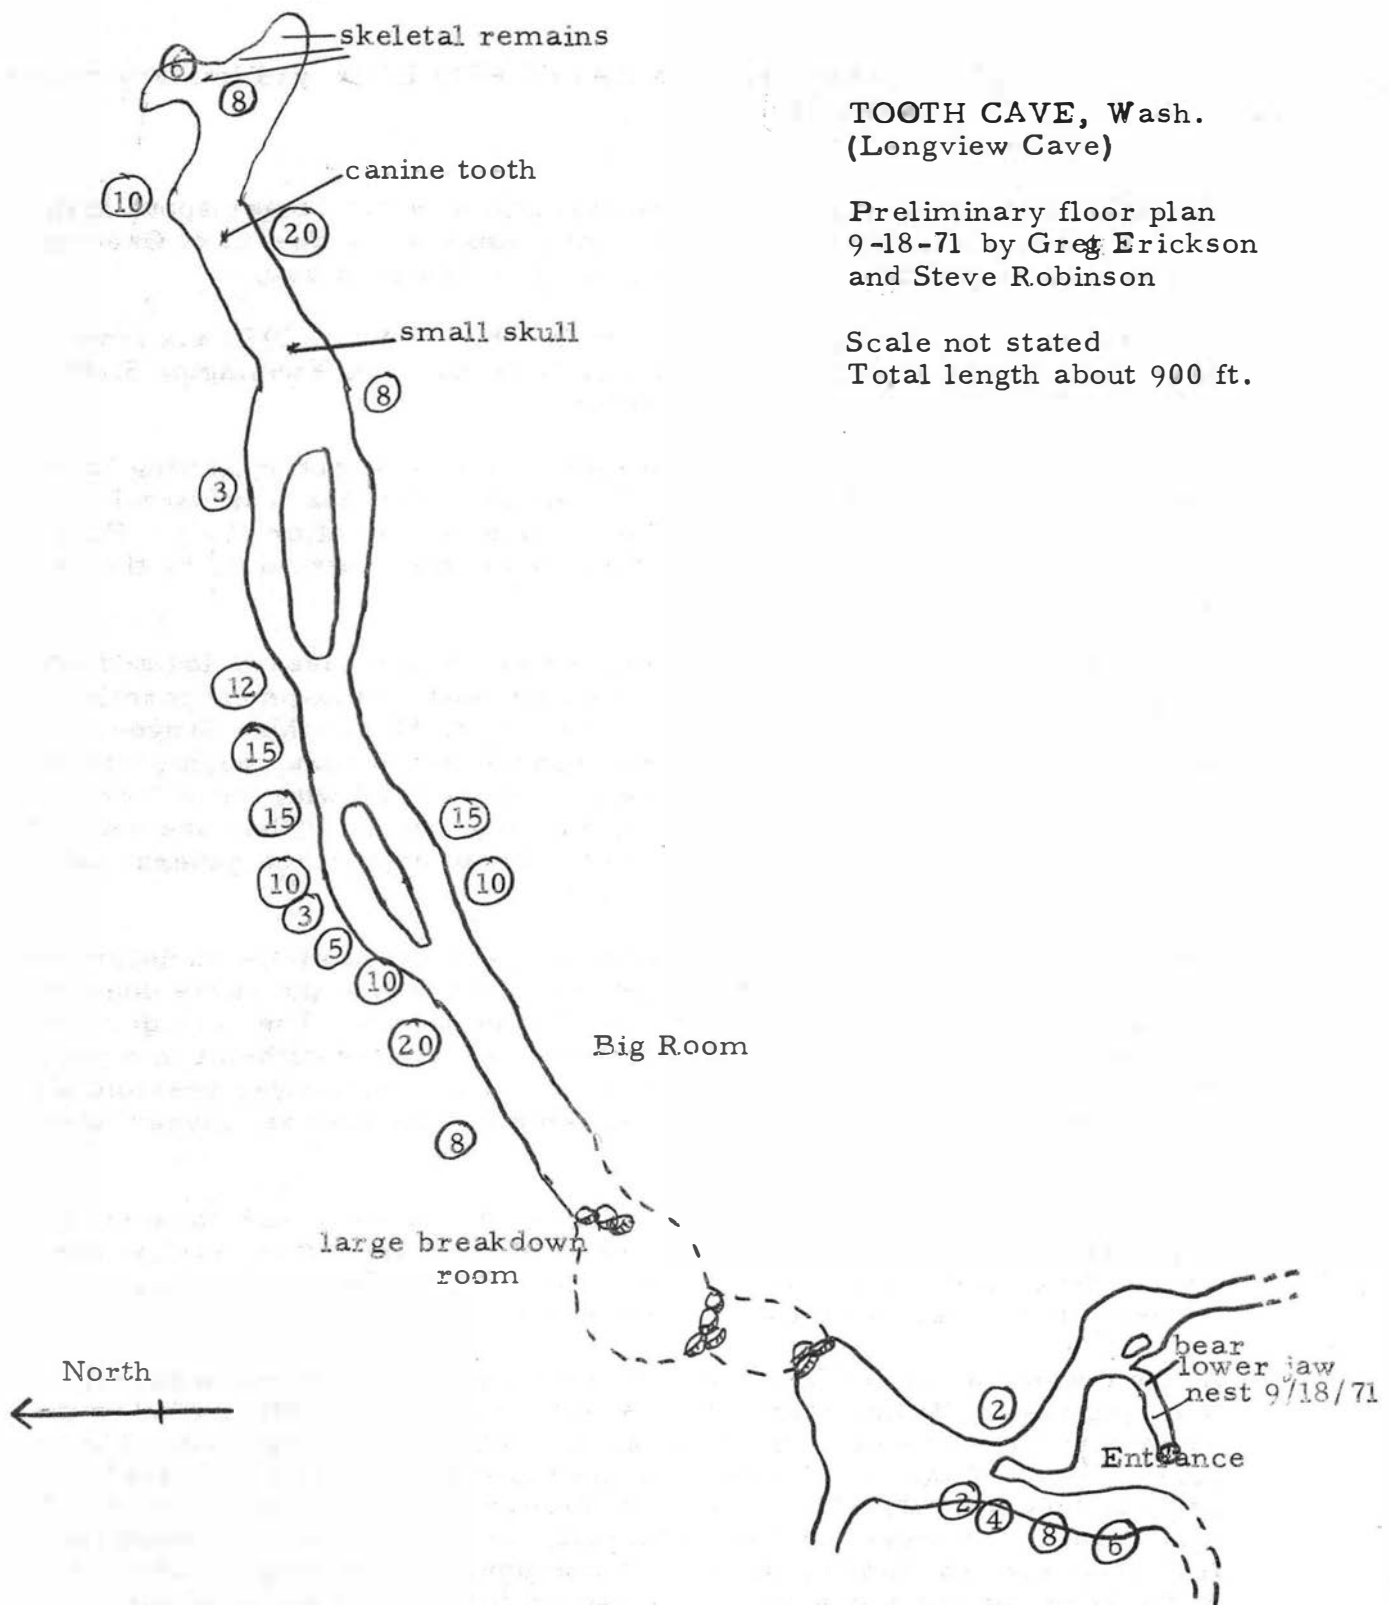 skeletal remains
6
8
TOOTH CAVE, Wash.
(Longview Cave)
canine tooth
10
20
Preliminary floor plan
9-18-71 by Greg Erickson
and Steve Robinson
small skull
Scale not stated
Total length about 900 ft.
8
3
12
15
15
15
10
10
3
5
10
20
Big Room
8
large breakdown
room
North
bear
lower jaw
nest 9/18/71
2
Entrance
2
4
8
6